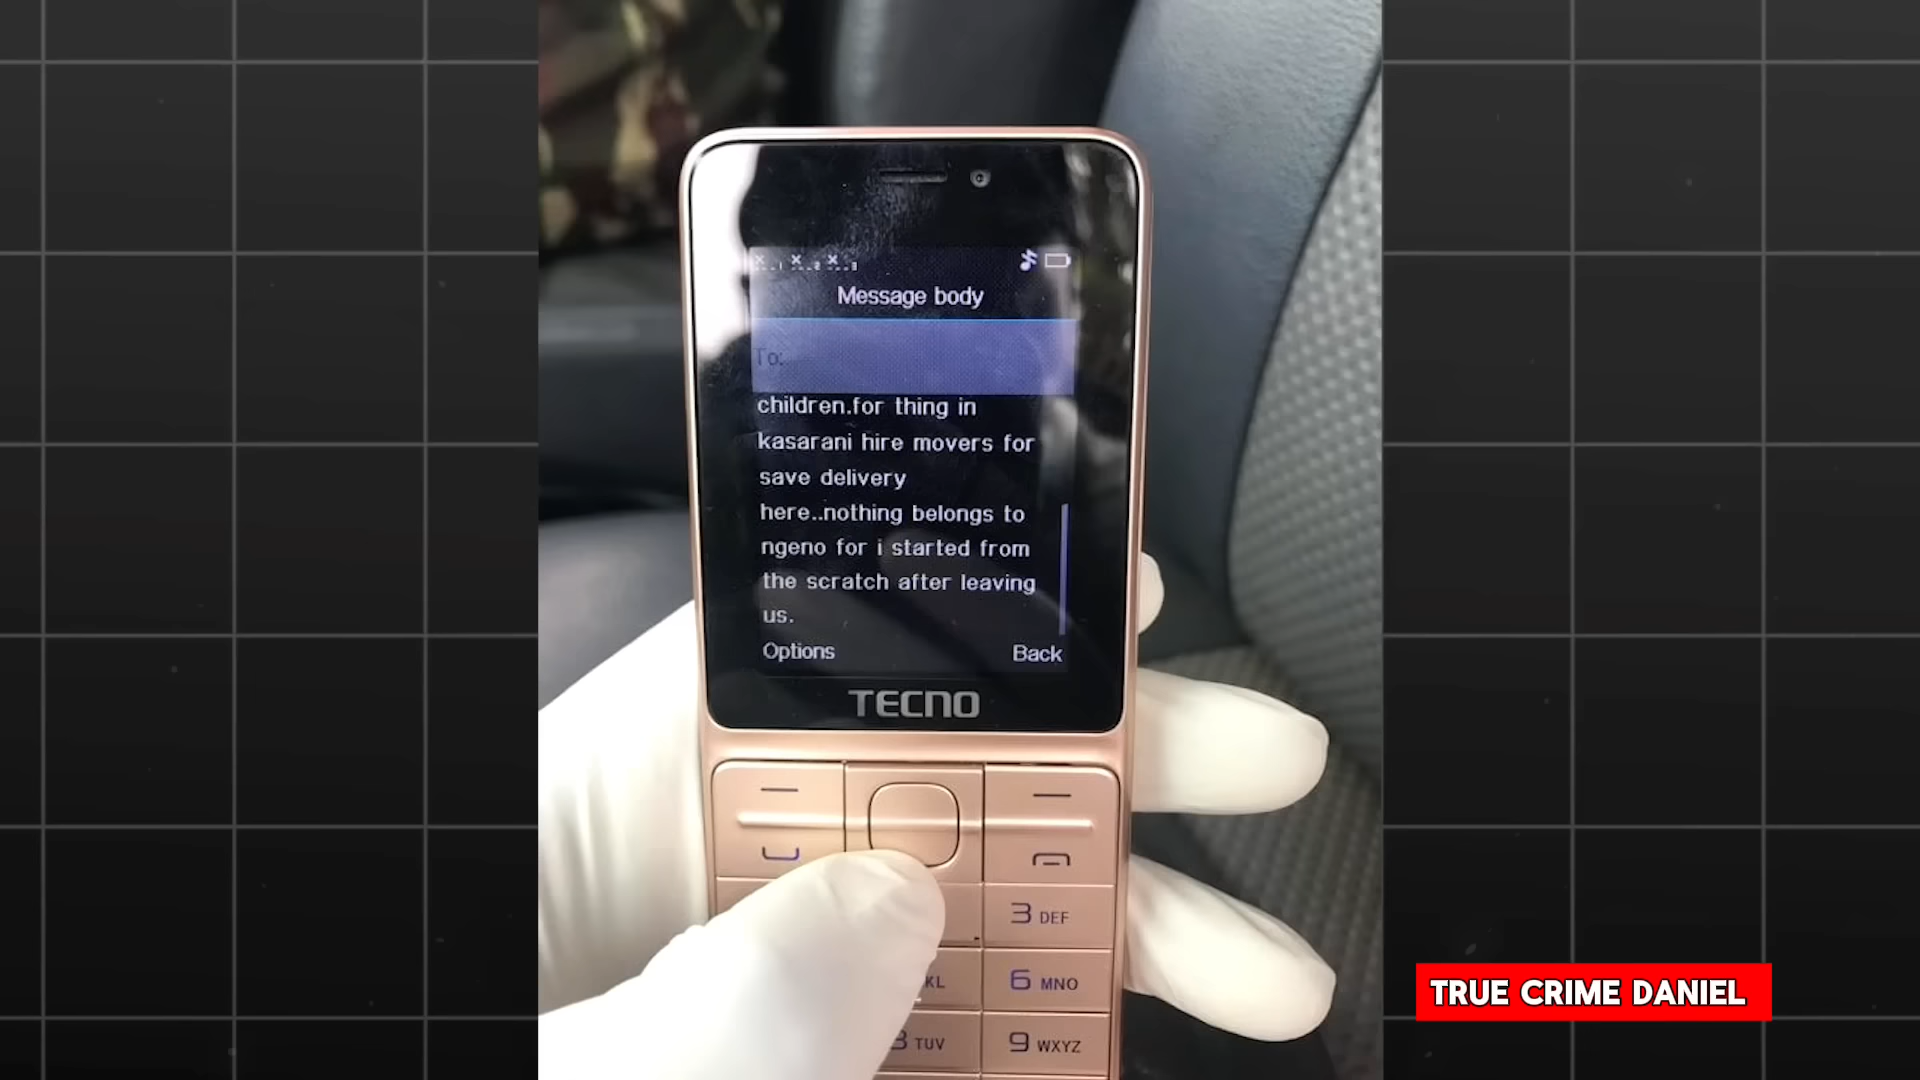 Message body
To:
children.for thing in
kasarani hire movers for
save delivery
here..nothing belongs to
ngeno for i started from
the scratch after leaving
us.
Options Back
TECNO
3 DEF
KL 6 MNO
TUV 9 WXYZ
TRUE CRIME DANIEL